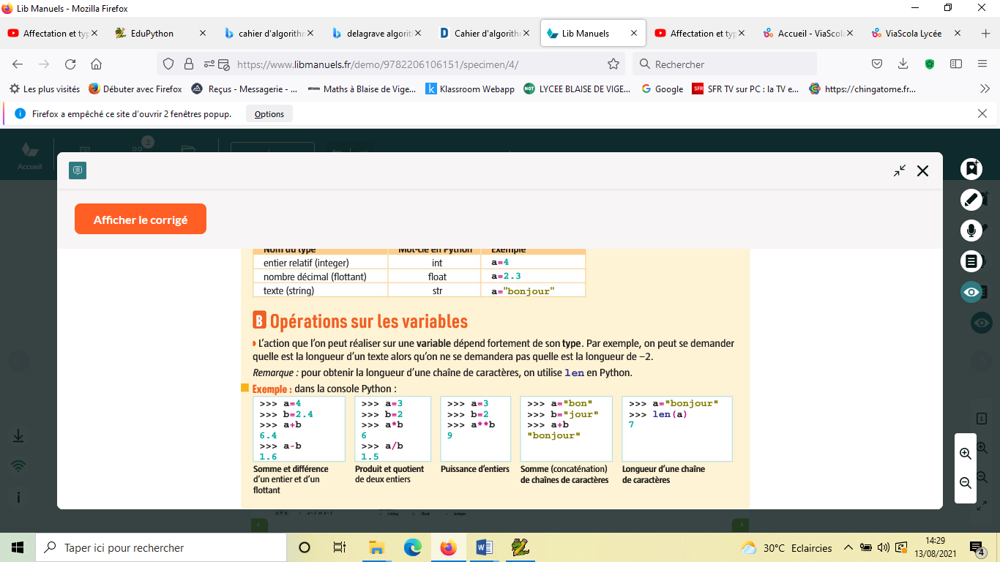 Lib Manuels - Mozilla Firefox
Affectation et typ
EduPython
cahier d'algorithm
delagrave algorith
Cahier d'algorithm
Lib Manuels
Affectation et typ
Accueil - ViaScola
ViaScola Lycée
https://www.libmanuels.fr/demo/9782206106151/specimen/4/
Rechercher
Les plus visités
Débuter avec Firefox
Reçus - Messagerie - ...
Maths à Blaise de Vige...
Klassroom Webapp
LYCEE BLAISE DE VIGE...
Google
SFR TV sur PC : la TV e...
https://chingatome.fr...
Firefox a empêché ce site d'ouvrir 2 fenêtres popup.
Options
2
Accueil
Afficher le corrigé
Nom du type Mot-clé en Python Exemple
entier relatif (integer) int a=4
nombre décimal (flottant) float a=2.3
texte (string) str a="bonjour"
B Opérations sur les variables
L'action que l'on peut réaliser sur une variable dépend fortement de son type. Par exemple, on peut se demander
quelle est la longueur d'un texte alors qu'on ne se demandera pas quelle est la longueur de −2.
Remarque : pour obtenir la longueur d'une chaîne de caractères, on utilise len en Python.
Exemple : dans la console Python :
>>> a=4
>>> b=2.4
>>> a+b
6.4
>>> a-b
1.6
Somme et différence
d'un entier et d'un
flottant
>>> a=3
>>> b=2
>>> a*b
6
>>> a/b
1.5
Produit et quotient
de deux entiers
>>> a=3
>>> b=2
>>> a**b
9
Puissance d'entiers
>>> a="bon"
>>> b="jour"
>>> a+b
"bonjour"
Somme (concaténation)
de chaînes de caractères
>>> a="bonjour"
>>> len(a)
7
Longueur d'une chaîne
de caractères
Taper ici pour rechercher
30°C Eclaircies
14:29
13/08/2021
4